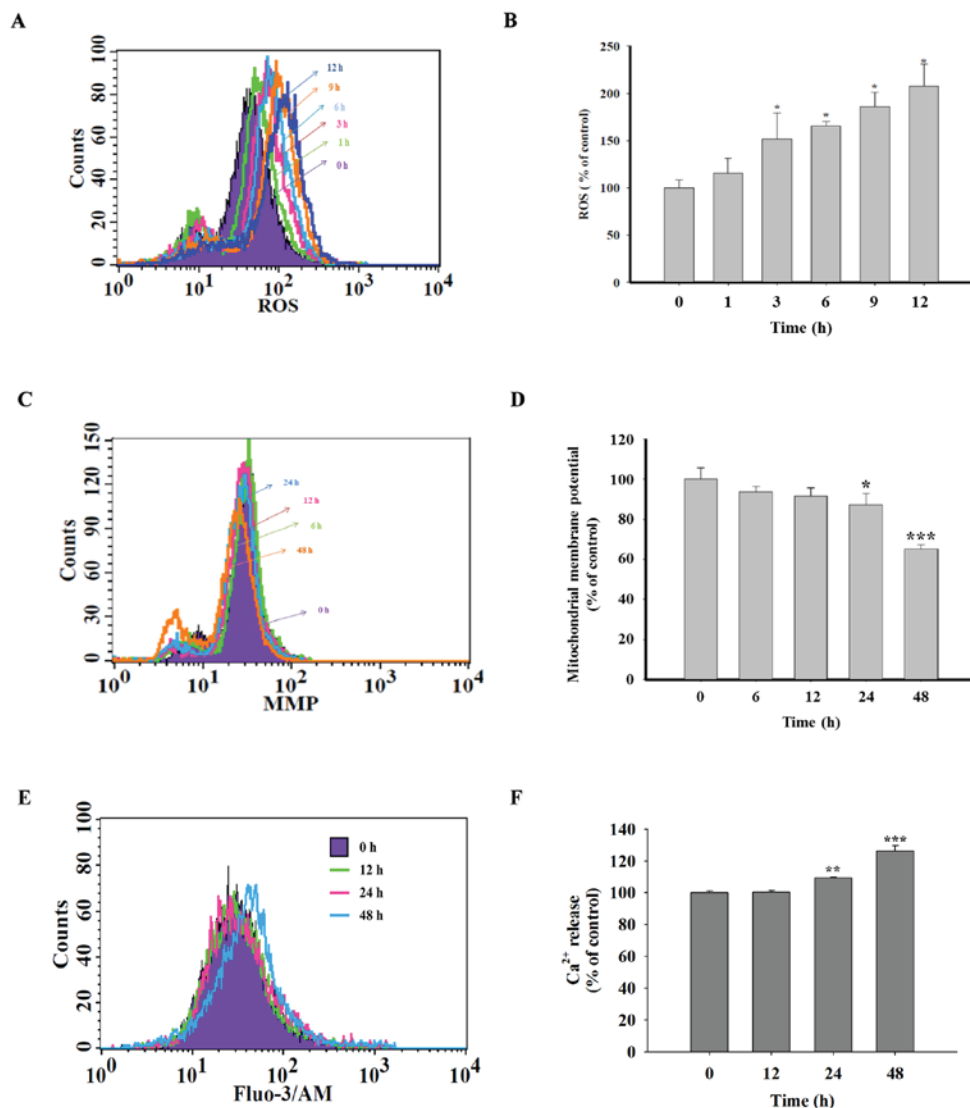 A
100
80
60
40
20
0
Counts
12 h
9 h
6 h
3 h
1 h
0 h
10^0 10^1 10^2 10^3 10^4
ROS
B
250
200
150
100
50
0
ROS ( % of control)
* * * *
0 1 3 6 9 12
Time (h)
C
150
120
90
60
30
0
Counts
24 h
12 h
6 h
48 h
0 h
10^0 10^1 10^2 10^3 10^4
MMP
D
120
100
80
60
40
20
0
Mitochondrial membrane potential
(% of control)
* ***
0 6 12 24 48
Time (h)
E
100
80
60
40
20
0
Counts
0 h
12 h
24 h
48 h
10^0 10^1 10^2 10^3 10^4
Fluo-3/AM
F
140
120
100
80
60
40
20
0
Ca²⁺ release
(% of control)
** ***
0 12 24 48
Time (h)